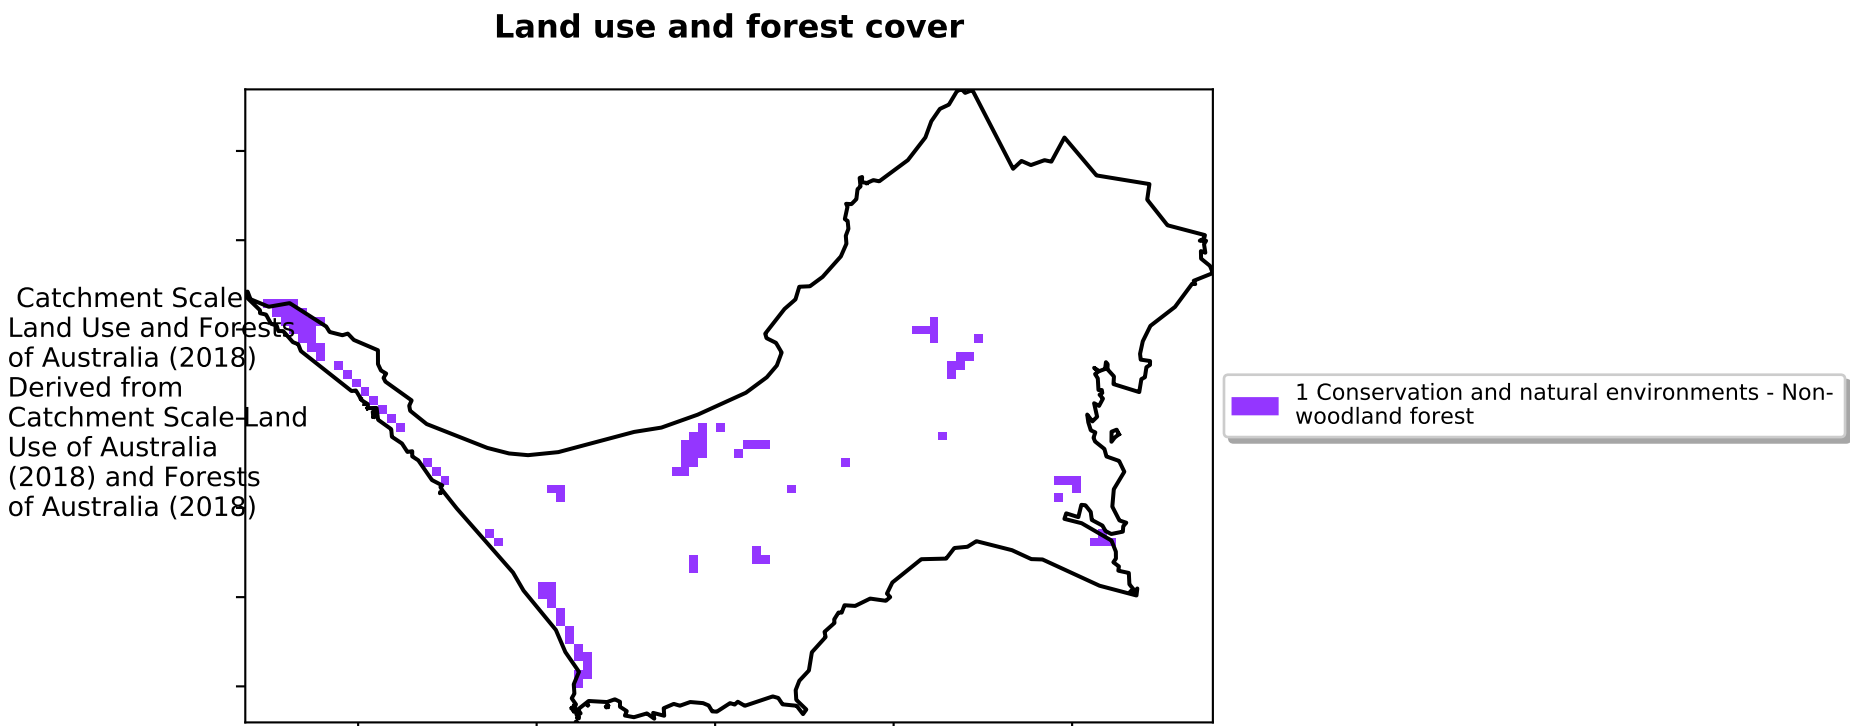 Land use and forest cover
Catchment Scale
Land Use and Forests
of Australia (2018)
Derived from
Catchment Scale Land
Use of Australia
(2018) and Forests
of Australia (2018)
1 Conservation and natural environments - Non-
woodland forest